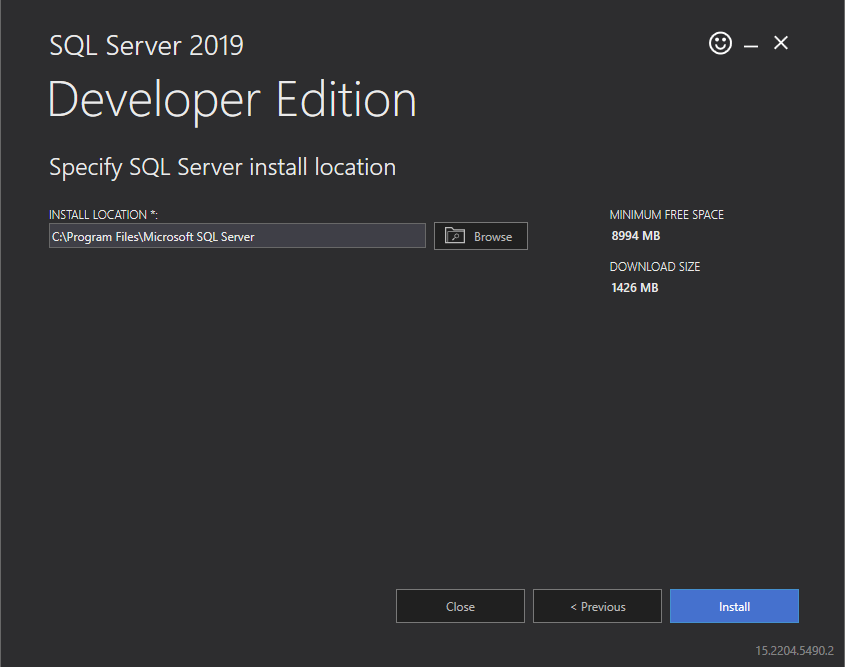 SQL Server 2019
Developer Edition
Specify SQL Server install location
INSTALL LOCATION *:
C:\Program Files\Microsoft SQL Server
Browse
MINIMUM FREE SPACE
8994 MB
DOWNLOAD SIZE
1426 MB
Close
< Previous
Install
15.2204.5490.2